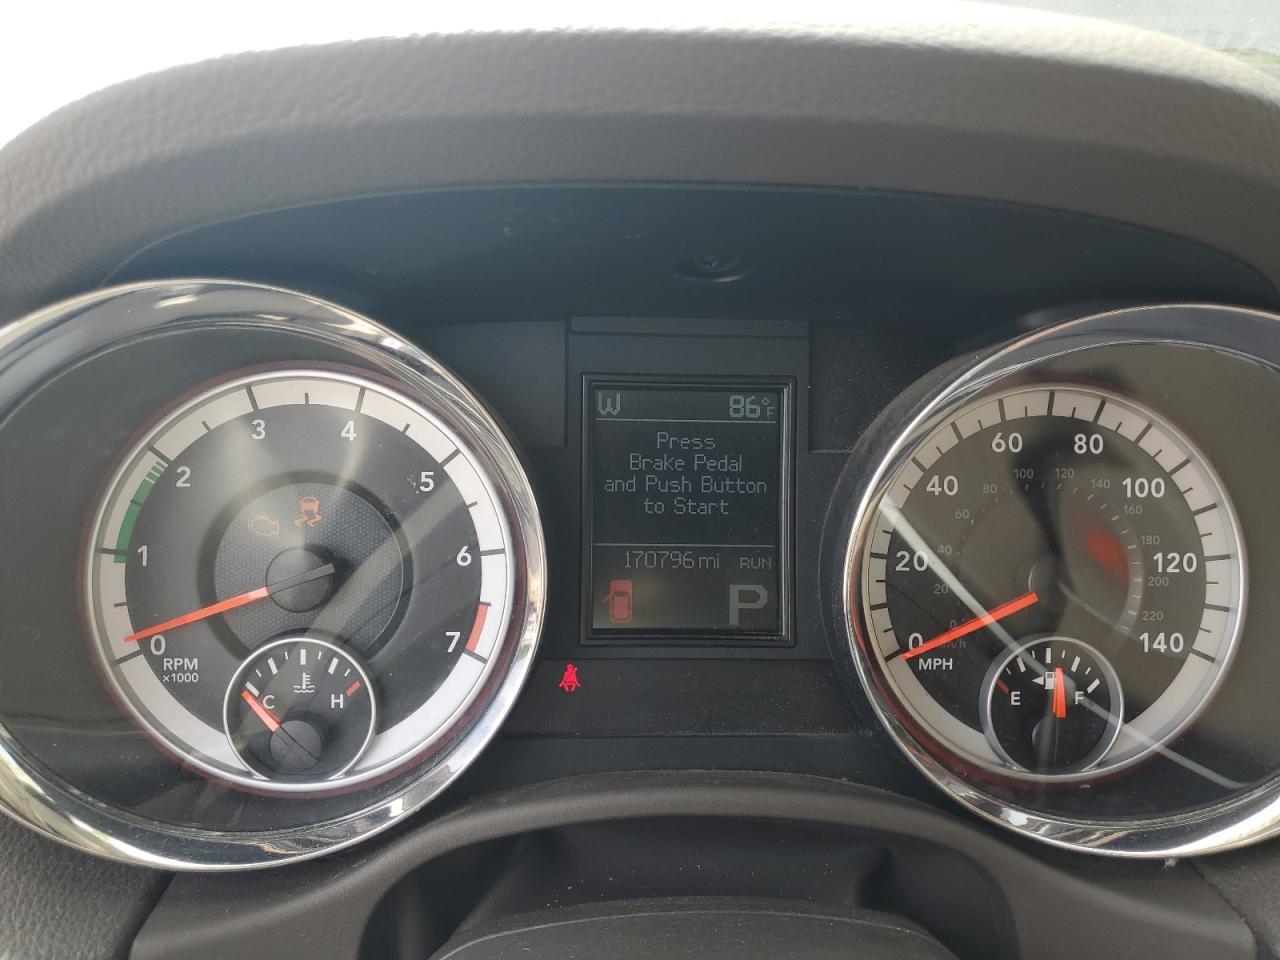 W 86°F
Press
Brake Pedal
and Push Button
to Start
170796 mi RUN
P
0 1 2 3 4 5 6 7
RPM
x1000
C H
0 20 40 60 80 100 120 140
MPH
20 40 60 80 100 120 140 160 180 200 220
E F